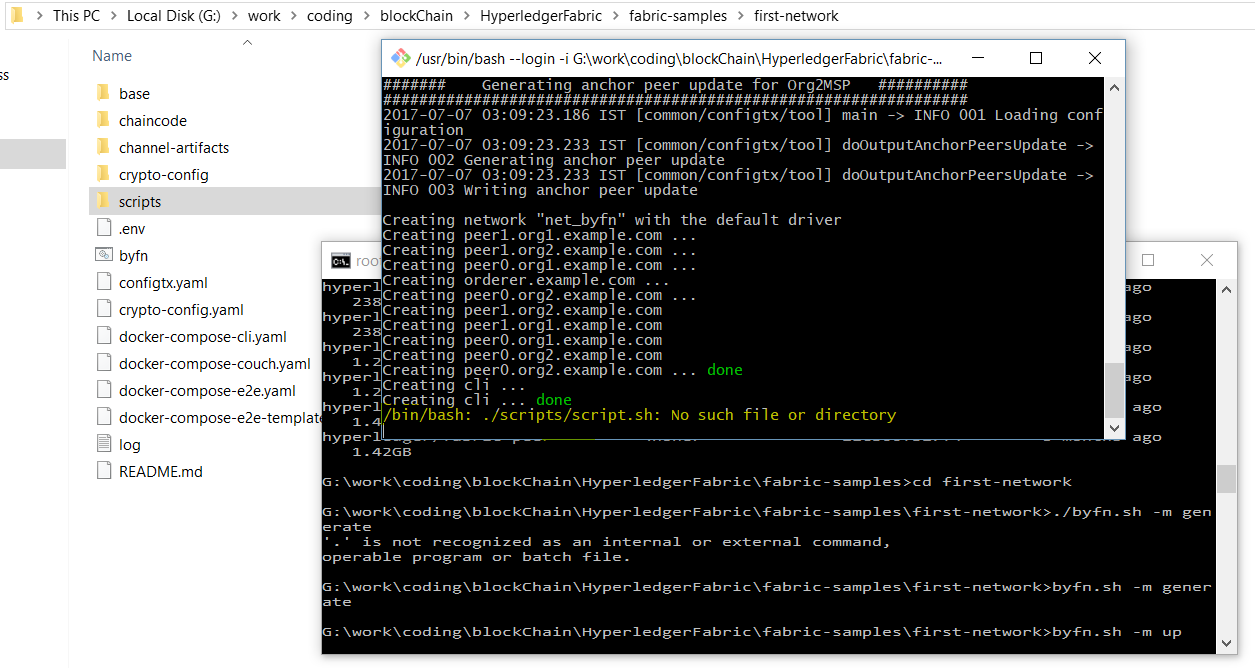 This PC > Local Disk (G:) > work > coding > blockChain > HyperledgerFabric > fabric-samples > first-network
ss
Name
base
chaincode
channel-artifacts
crypto-config
scripts
.env
byfn
configtx.yaml
crypto-config.yaml
docker-compose-cli.yaml
docker-compose-couch.yaml
docker-compose-e2e.yaml
docker-compose-e2e-template
log
README.md
/usr/bin/bash --login -i G:\work\coding\blockChain\HyperledgerFabric\fabric-...
#######    Generating anchor peer update for Org2MSP   ##########
#################################################################
2017-07-07 03:09:23.186 IST [common/configtx/tool] main -> INFO 001 Loading conf
iguration
2017-07-07 03:09:23.233 IST [common/configtx/tool] doOutputAnchorPeersUpdate ->
INFO 002 Generating anchor peer update
2017-07-07 03:09:23.233 IST [common/configtx/tool] doOutputAnchorPeersUpdate ->
INFO 003 Writing anchor peer update
Creating network "net_byfn" with the default driver
Creating peer1.org1.example.com ...
Creating peer1.org2.example.com ...
Creating peer0.org1.example.com ...
Creating orderer.example.com ...
Creating peer0.org2.example.com ...
Creating peer1.org2.example.com
Creating peer1.org1.example.com
Creating peer0.org1.example.com
Creating peer0.org2.example.com
Creating peer0.org2.example.com ... done
Creating cli ...
Creating cli ... done
/bin/bash: ./scripts/script.sh: No such file or directory
root
hyperl ago
238
hyperl ago
238
hyperl ago
1.2
hyperl ago
1.2
hyperl ago
1.4
hyperl ago
1.42GB
G:\work\coding\blockChain\HyperledgerFabric\fabric-samples>cd first-network
G:\work\coding\blockChain\HyperledgerFabric\fabric-samples\first-network>./byfn.sh -m gen
erate
'.' is not recognized as an internal or external command,
operable program or batch file.
G:\work\coding\blockChain\HyperledgerFabric\fabric-samples\first-network>byfn.sh -m gener
ate
G:\work\coding\blockChain\HyperledgerFabric\fabric-samples\first-network>byfn.sh -m up